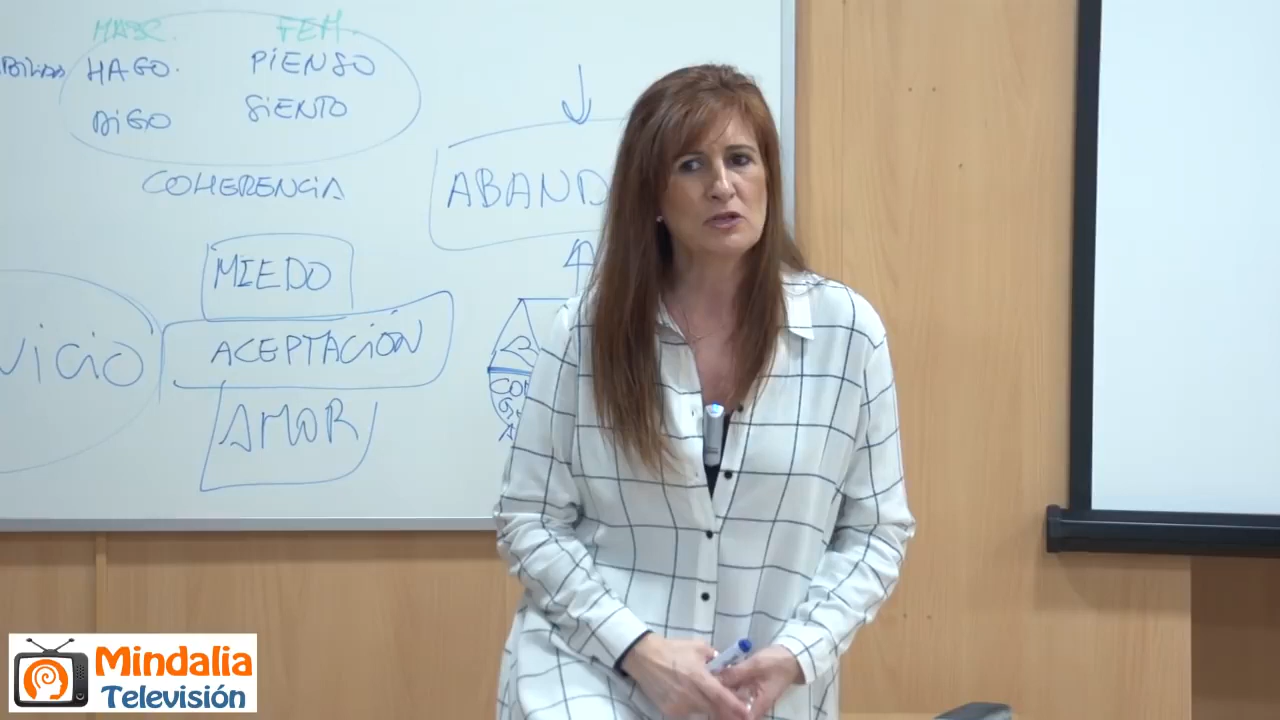 MASC. FEM.
HAGO. PIENSO
DIGO SIENTO
COHERENCIA
ABAND
MIEDO
ACEPTACIÓN
VICIO
AMOR
Mindalia
Televisión